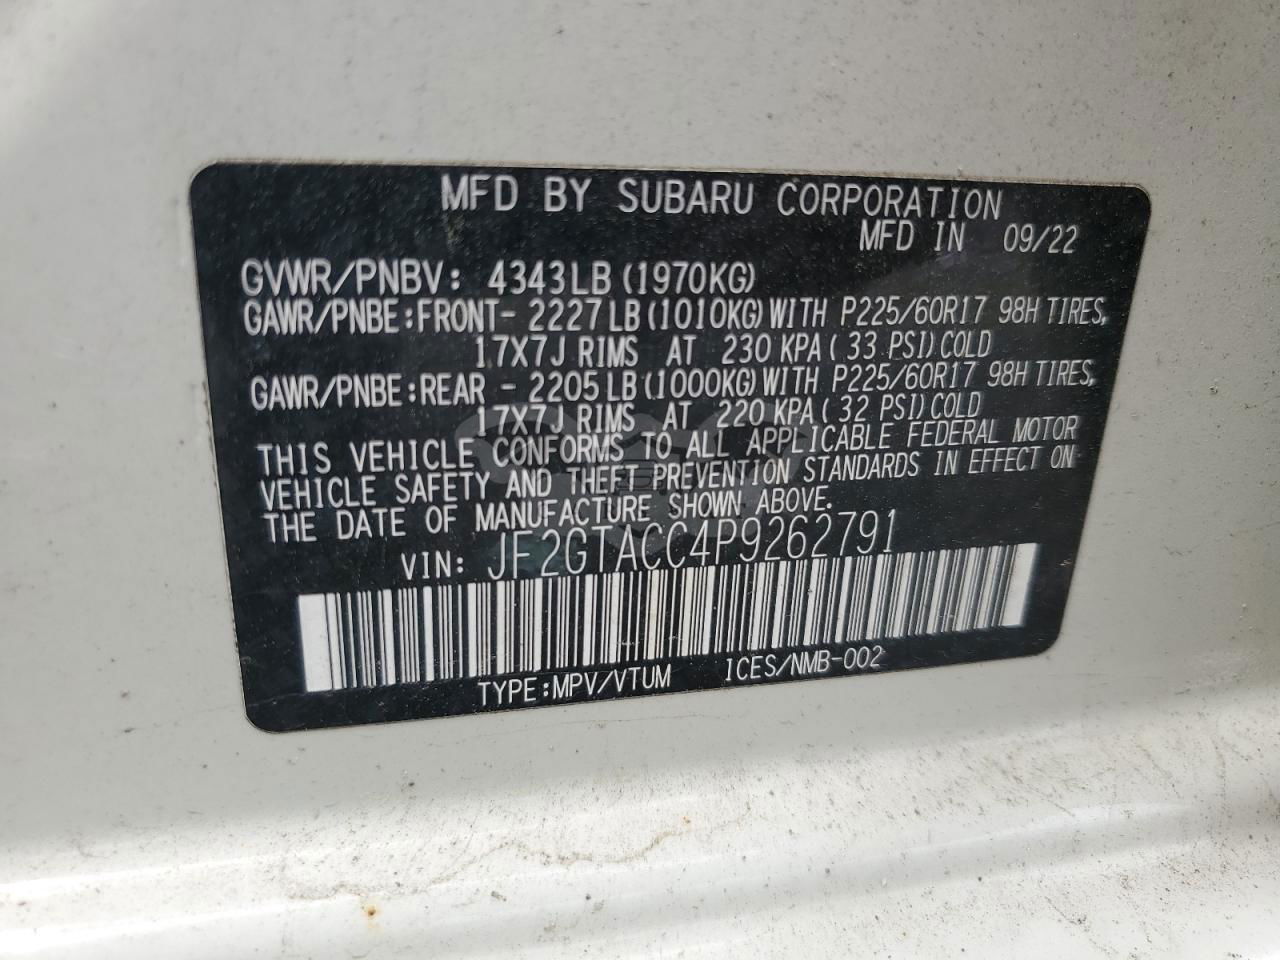 MFD BY SUBARU CORPORATION
MFD IN 09/22
GVWR/PNBV: 4343LB (1970KG)
GAWR/PNBE:FRONT- 2227LB(1010KG)WITH P225/60R17 98H TIRES,
17X7J RIMS AT 230 KPA( 33 PSI)COLD
GAWR/PNBE:REAR - 2205LB(1000KG)WITH P225/60R17 98H TIRES,
17X7J RIMS AT 220 KPA( 32 PSI)COLD
THIS VEHICLE CONFORMS TO ALL APPLICABLE FEDERAL MOTOR
VEHICLE SAFETY AND THEFT PREVENTION STANDARDS IN EFFECT ON
THE DATE OF MANUFACTURE SHOWN ABOVE.
VIN: JF2GTACC4P9262791
TYPE:MPV/VTUM ICES/NMB-002